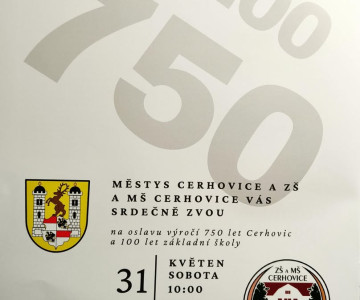 100
750
MĚSTYS CERHOVICE A ZŠ
A MŠ CERHOVICE VÁS
SRDEČNĚ ZVOU
na oslavu výročí 750 let Cerhovic
a 100 let základní školy
31
KVĚTEN
SOBOTA
10:00
ZŠ A MŠ
CERHOVICE